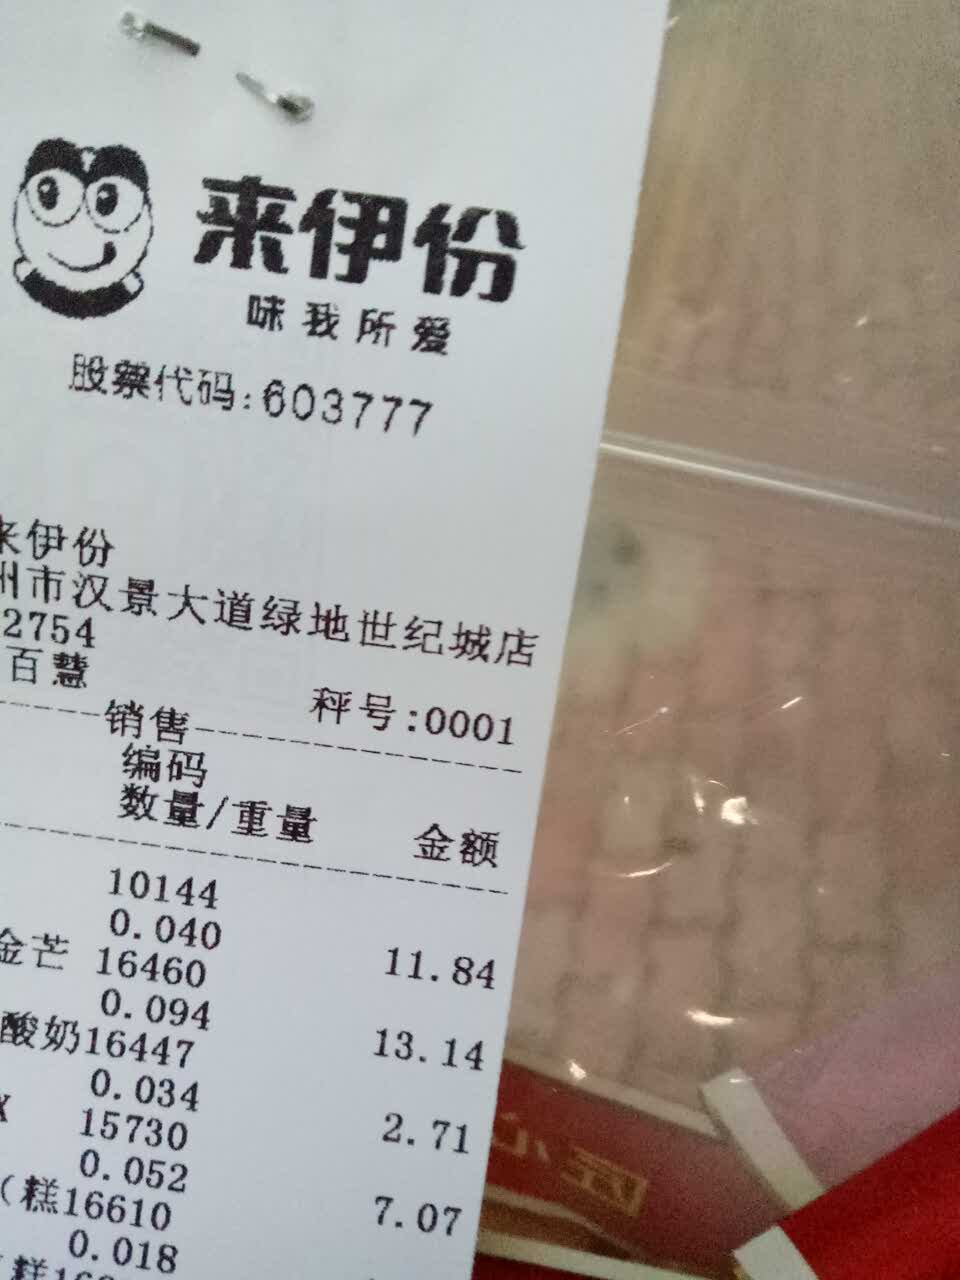 来伊份
味我所爱
股票代码:603777
来伊份
州市汉景大道绿地世纪城店
2754
百慧
秤号:0001
销售
编码
数量/重量 金额
10144
0.040 11.84
金芒 16460
0.094 13.14
酸奶16447
0.034 2.71
15730
0.052 7.07
(糕16610
0.018